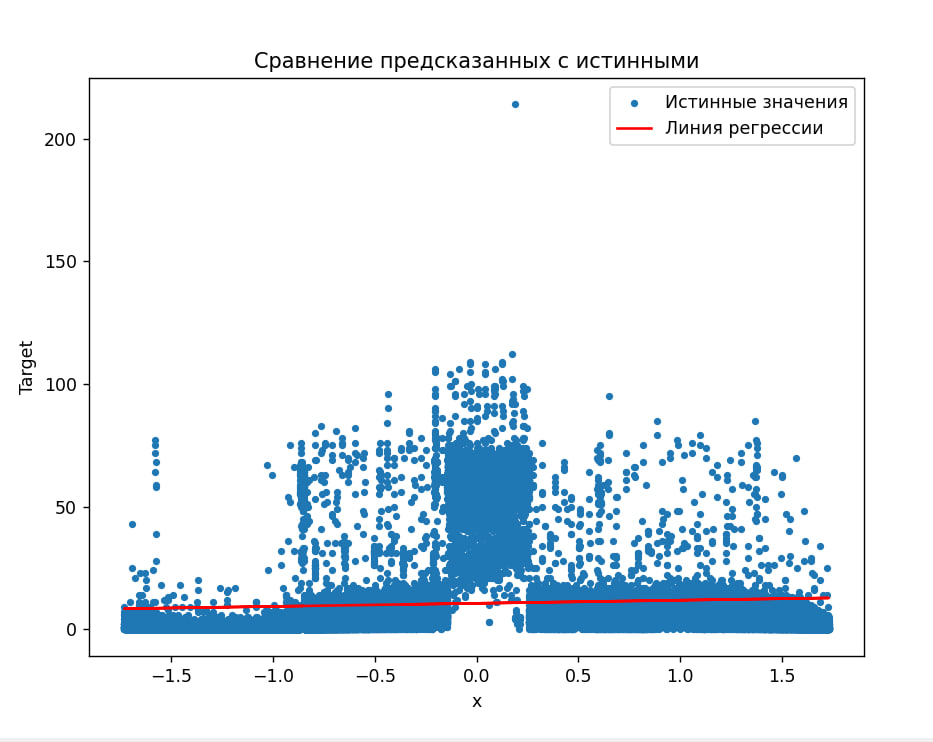 Сравнение предсказанных с истинными
Истинные значения
Линия регрессии
200
150
100
50
0
Target
−1.5 −1.0 −0.5 0.0 0.5 1.0 1.5
x